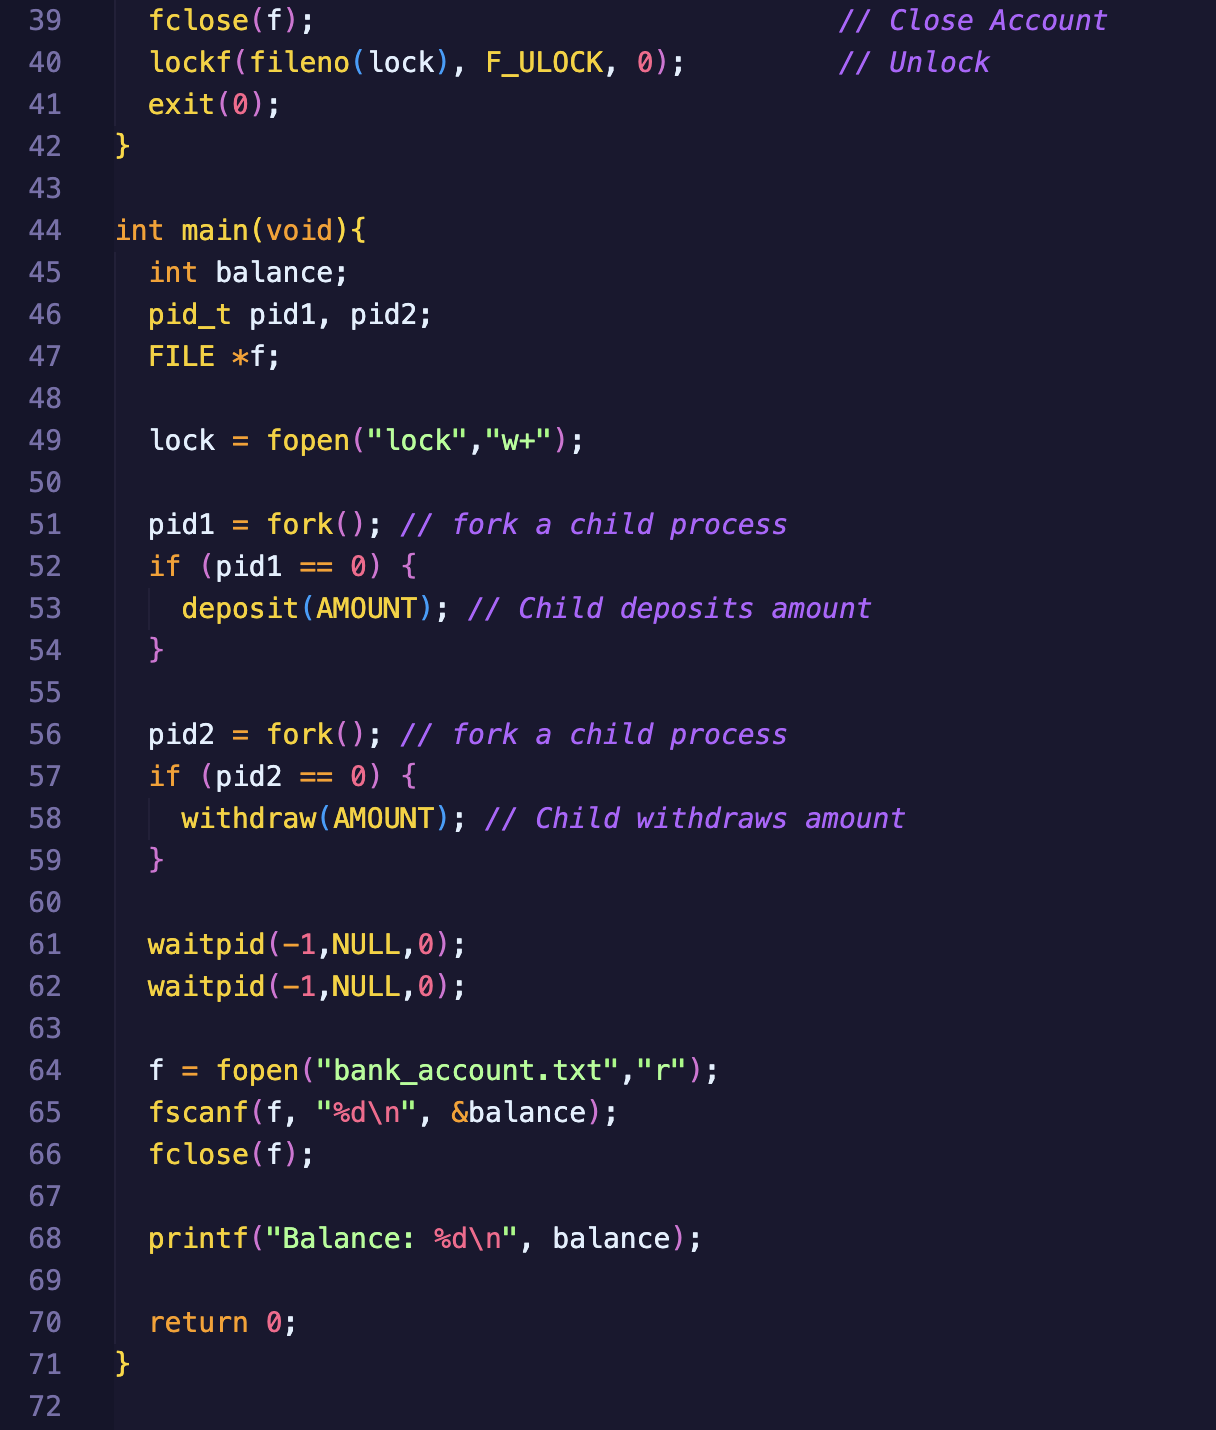 39 fclose(f); // Close Account
40 lockf(fileno(lock), F_ULOCK, 0); // Unlock
41 exit(0);
42 }
43
44 int main(void){
45 int balance;
46 pid_t pid1, pid2;
47 FILE *f;
48
49 lock = fopen("lock","w+");
50
51 pid1 = fork(); // fork a child process
52 if (pid1 == 0) {
53 deposit(AMOUNT); // Child deposits amount
54 }
55
56 pid2 = fork(); // fork a child process
57 if (pid2 == 0) {
58 withdraw(AMOUNT); // Child withdraws amount
59 }
60
61 waitpid(-1,NULL,0);
62 waitpid(-1,NULL,0);
63
64 f = fopen("bank_account.txt","r");
65 fscanf(f, "%d\n", &balance);
66 fclose(f);
67
68 printf("Balance: %d\n", balance);
69
70 return 0;
71 }
72